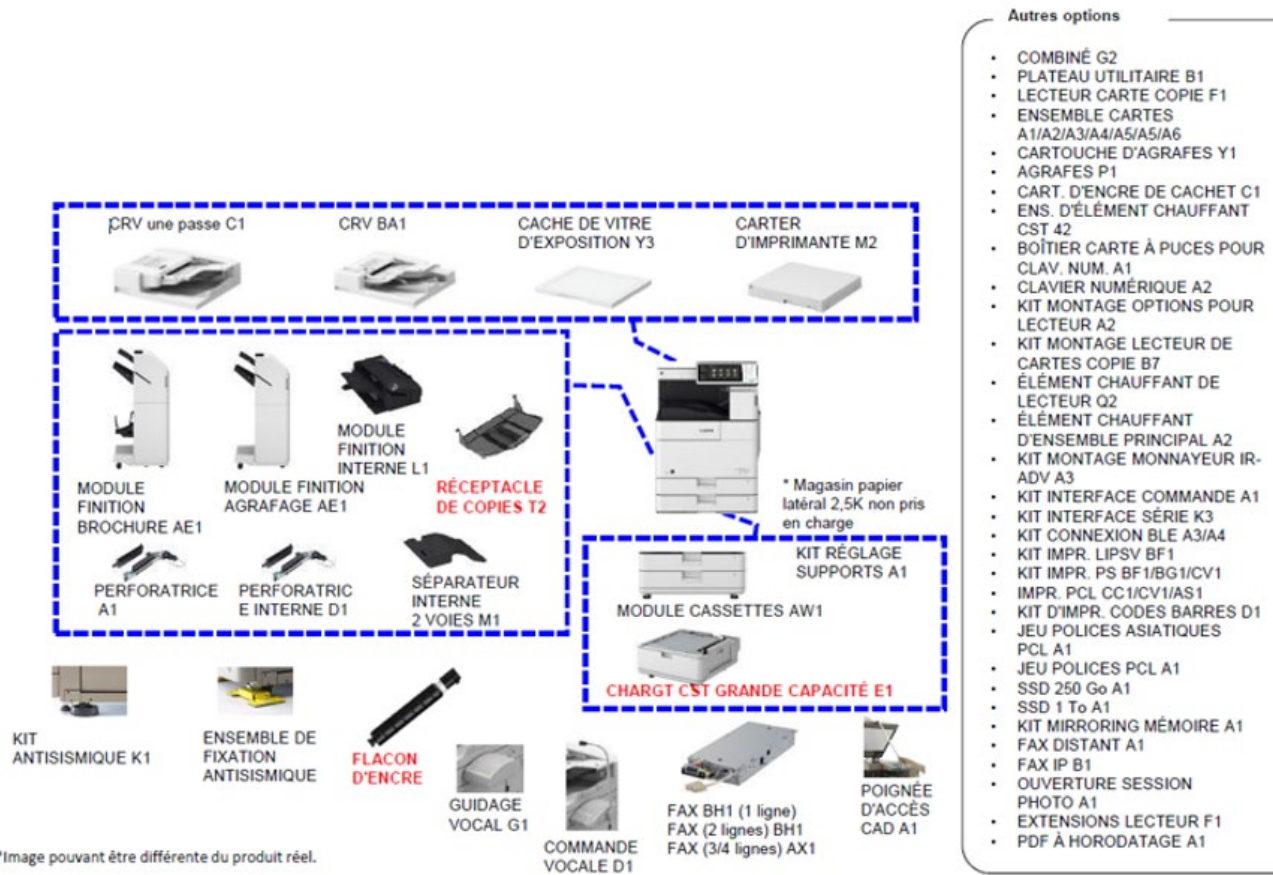 CRV une passe C1
CRV BA1
CACHE DE VITRE
D'EXPOSITION Y3
CARTER
D'IMPRIMANTE M2
MODULE
FINITION
BROCHURE AE1
MODULE FINITION
AGRAFAGE AE1
MODULE
FINITION
INTERNE L1
RÉCEPTACLE
DE COPIES T2
PERFORATRICE
A1
PERFORATRIC
E INTERNE D1
SÉPARATEUR
INTERNE
2 VOIES M1
* Magasin papier
latéral 2,5K non pris
en charge
KIT RÉGLAGE
SUPPORTS A1
MODULE CASSETTES AW1
CHARGT CST GRANDE CAPACITÉ E1
KIT
ANTISISMIQUE K1
ENSEMBLE DE
FIXATION
ANTISISMIQUE
FLACON
D'ENCRE
GUIDAGE
VOCAL G1
COMMANDE
VOCALE D1
FAX BH1 (1 ligne)
FAX (2 lignes) BH1
FAX (3/4 lignes) AX1
POIGNÉE
D'ACCÈS
CAD A1
*Image pouvant être différente du produit réel.
Autres options
• COMBINÉ G2
• PLATEAU UTILITAIRE B1
• LECTEUR CARTE COPIE F1
• ENSEMBLE CARTES
A1/A2/A3/A4/A5/A5/A6
• CARTOUCHE D'AGRAFES Y1
• AGRAFES P1
• CART. D'ENCRE DE CACHET C1
• ENS. D'ÉLÉMENT CHAUFFANT
CST 42
• BOÎTIER CARTE À PUCES POUR
CLAV. NUM. A1
• CLAVIER NUMÉRIQUE A2
• KIT MONTAGE OPTIONS POUR
LECTEUR A2
• KIT MONTAGE LECTEUR DE
CARTES COPIE B7
• ÉLÉMENT CHAUFFANT DE
LECTEUR Q2
• ÉLÉMENT CHAUFFANT
D'ENSEMBLE PRINCIPAL A2
• KIT MONTAGE MONNAYEUR IR-
ADV A3
• KIT INTERFACE COMMANDE A1
• KIT INTERFACE SÉRIE K3
• KIT CONNEXION BLE A3/A4
• KIT IMPR. LIPSV BF1
• KIT IMPR. PS BF1/BG1/CV1
• IMPR. PCL CC1/CV1/AS1
• KIT D'IMPR. CODES BARRES D1
• JEU POLICES ASIATIQUES
PCL A1
• JEU POLICES PCL A1
• SSD 250 Go A1
• SSD 1 To A1
• KIT MIRRORING MÉMOIRE A1
• FAX DISTANT A1
• FAX IP B1
• OUVERTURE SESSION
PHOTO A1
• EXTENSIONS LECTEUR F1
• PDF À HORODATAGE A1